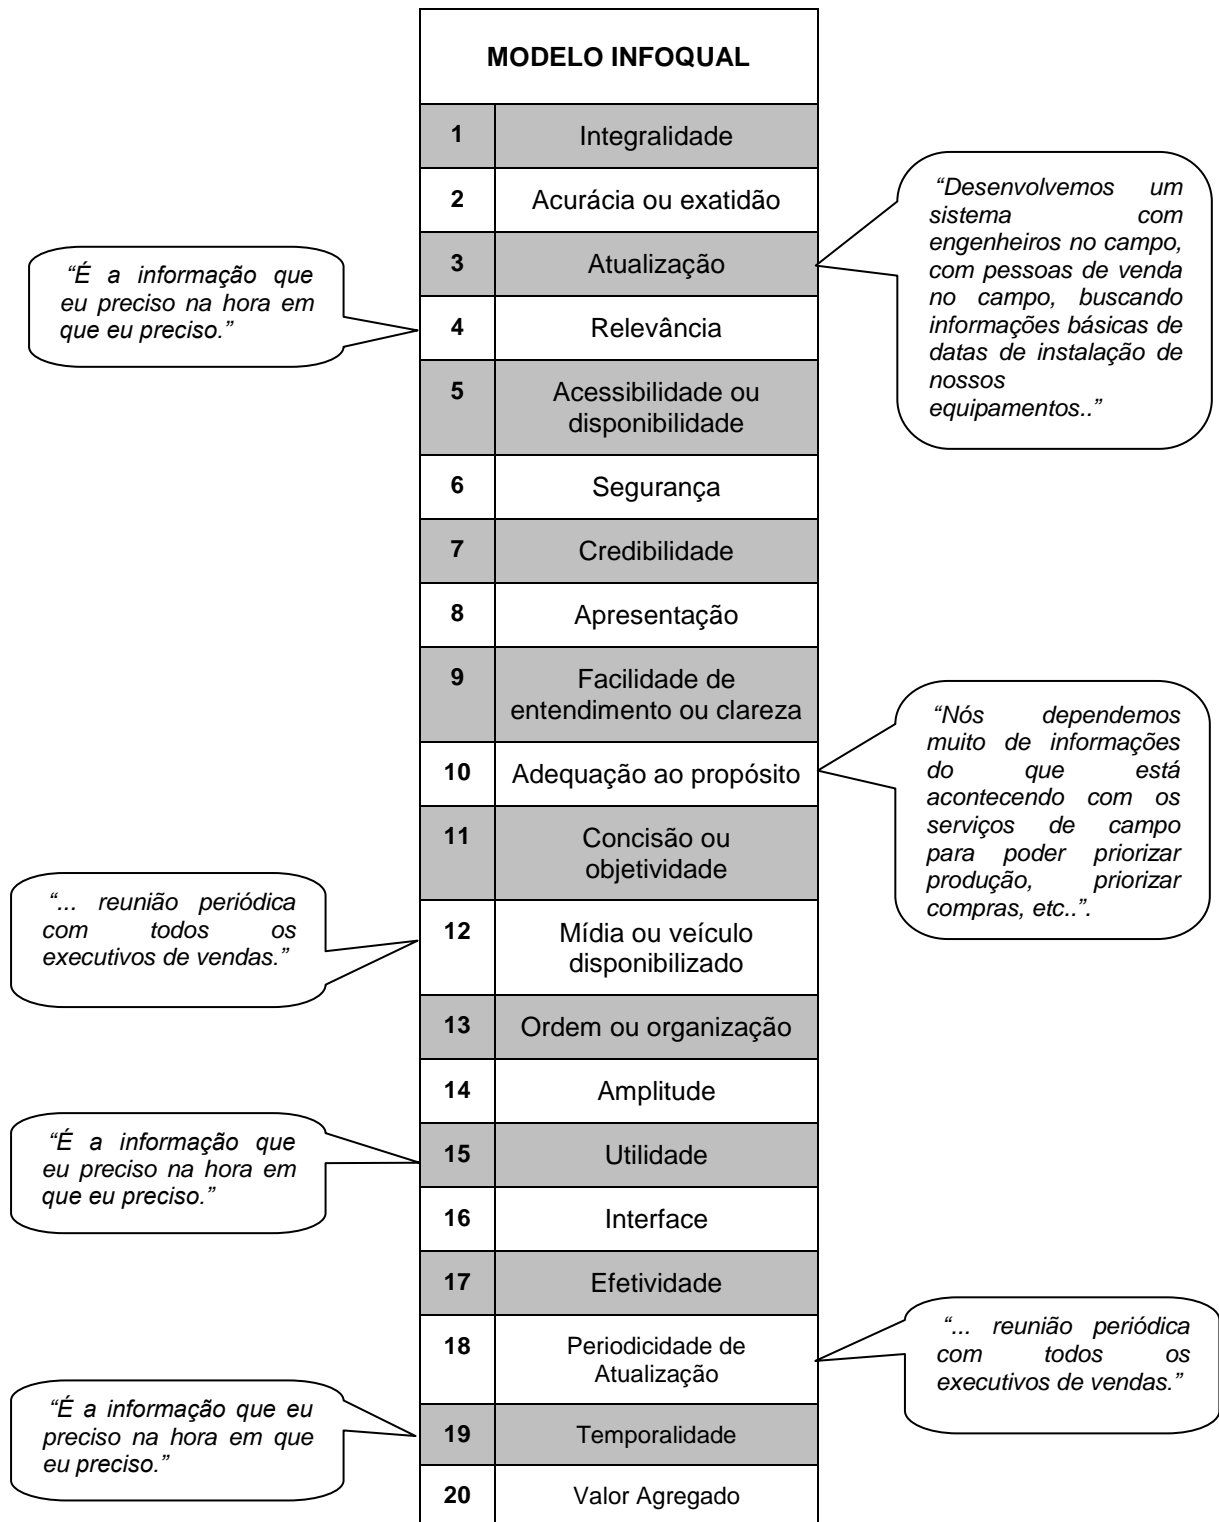 MODELO INFOQUAL
1 Integralidade
2 Acurácia ou exatidão
3 Atualização
4 Relevância
5 Acessibilidade ou
disponibilidade
6 Segurança
7 Credibilidade
8 Apresentação
9 Facilidade de
entendimento ou clareza
10 Adequação ao propósito
11 Concisão ou
objetividade
12 Mídia ou veículo
disponibilizado
13 Ordem ou organização
14 Amplitude
15 Utilidade
16 Interface
17 Efetividade
18 Periodicidade de
Atualização
19 Temporalidade
20 Valor Agregado
“É a informação que
eu preciso na hora em
que eu preciso.”
“... reunião periódica
com todos os
executivos de vendas.”
“É a informação que
eu preciso na hora em
que eu preciso.”
“É a informação que eu
preciso na hora em que
eu preciso.”
“Desenvolvemos um
sistema com
engenheiros no campo,
com pessoas de venda
no campo, buscando
informações básicas de
datas de instalação de
nossos
equipamentos..”
“Nós dependemos
muito de informações
do que está
acontecendo com os
serviços de campo
para poder priorizar
produção, priorizar
compras, etc..”.
“... reunião periódica
com todos os
executivos de vendas.”